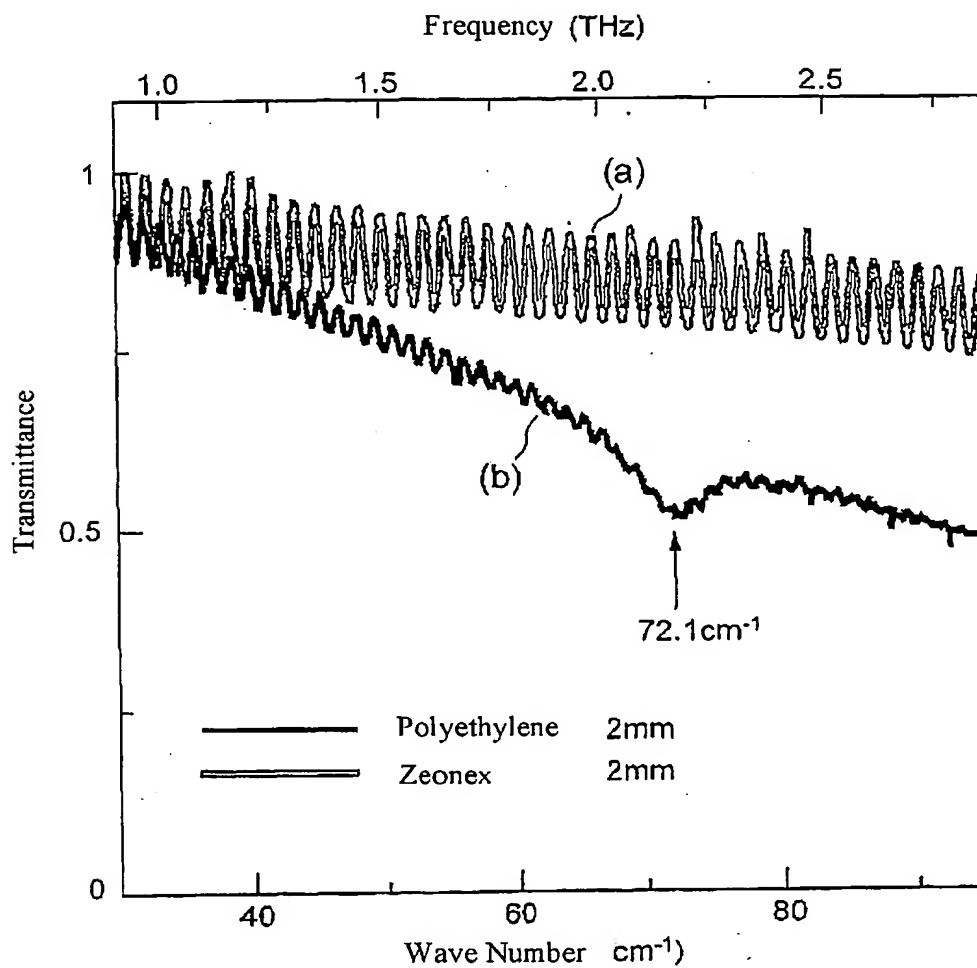 Frequency (THz)
1.0 1.5 2.0 2.5
1
(a)
(b)
0.5
Transmittance
72.1cm-1
Polyethylene 2mm
Zeonex 2mm
0
40 60 80
Wave Number cm-1)